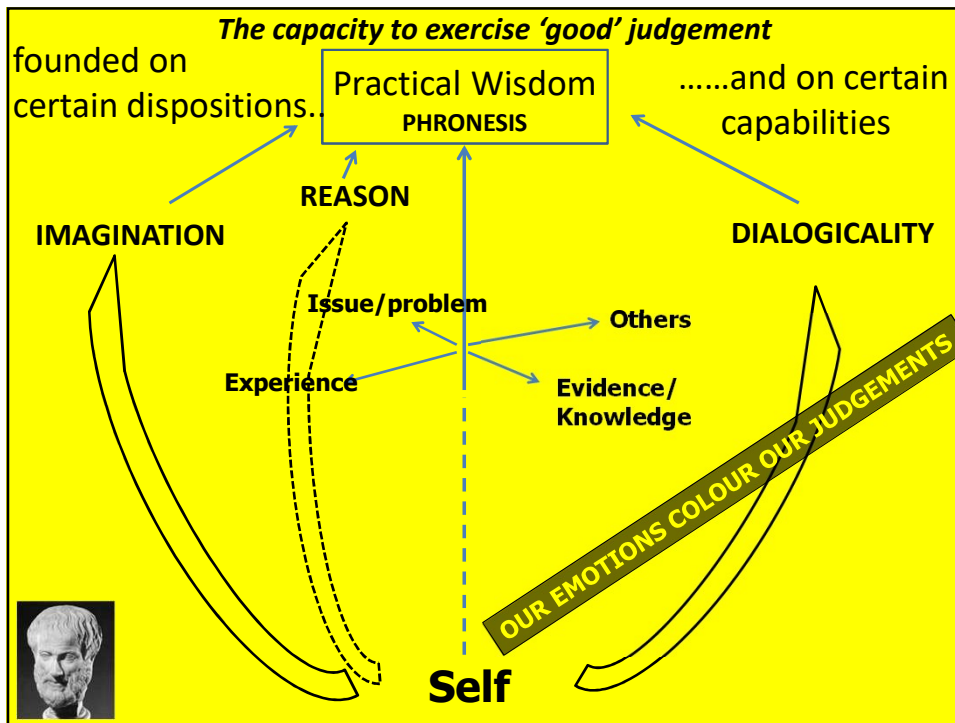 The capacity to exercise ‘good’ judgement
founded on
certain dispositions..
Practical Wisdom
PHRONESIS
……and on certain
capabilities
REASON
IMAGINATION
DIALOGICALITY
Issue/problem
Others
Experience
Evidence/
Knowledge
OUR EMOTIONS COLOUR OUR JUDGEMENTS
Self